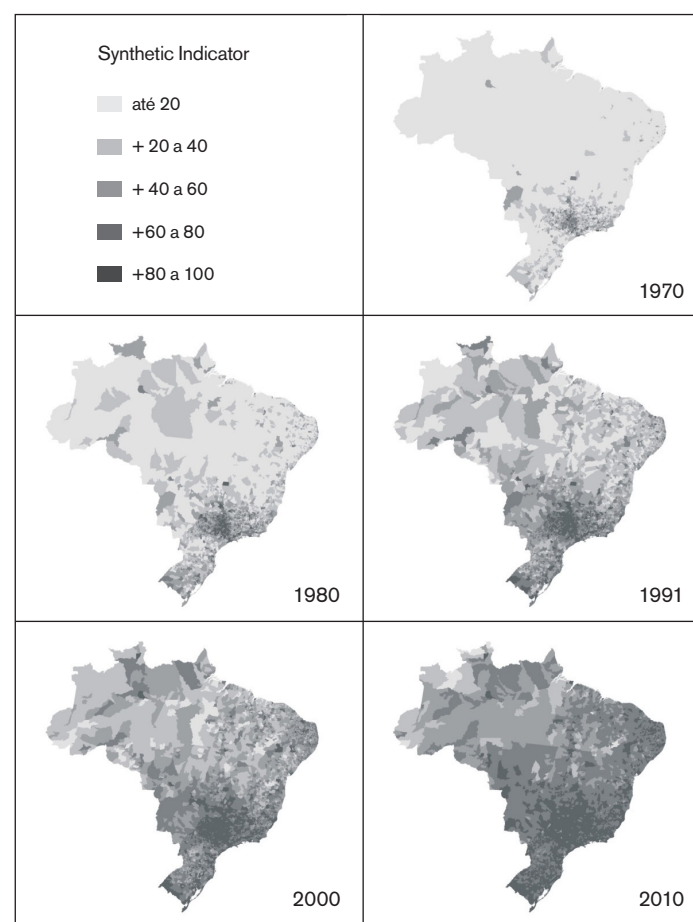 Synthetic Indicator
até 20
+ 20 a 40
+ 40 a 60
+60 a 80
+80 a 100
1970
1980
1991
2000
2010